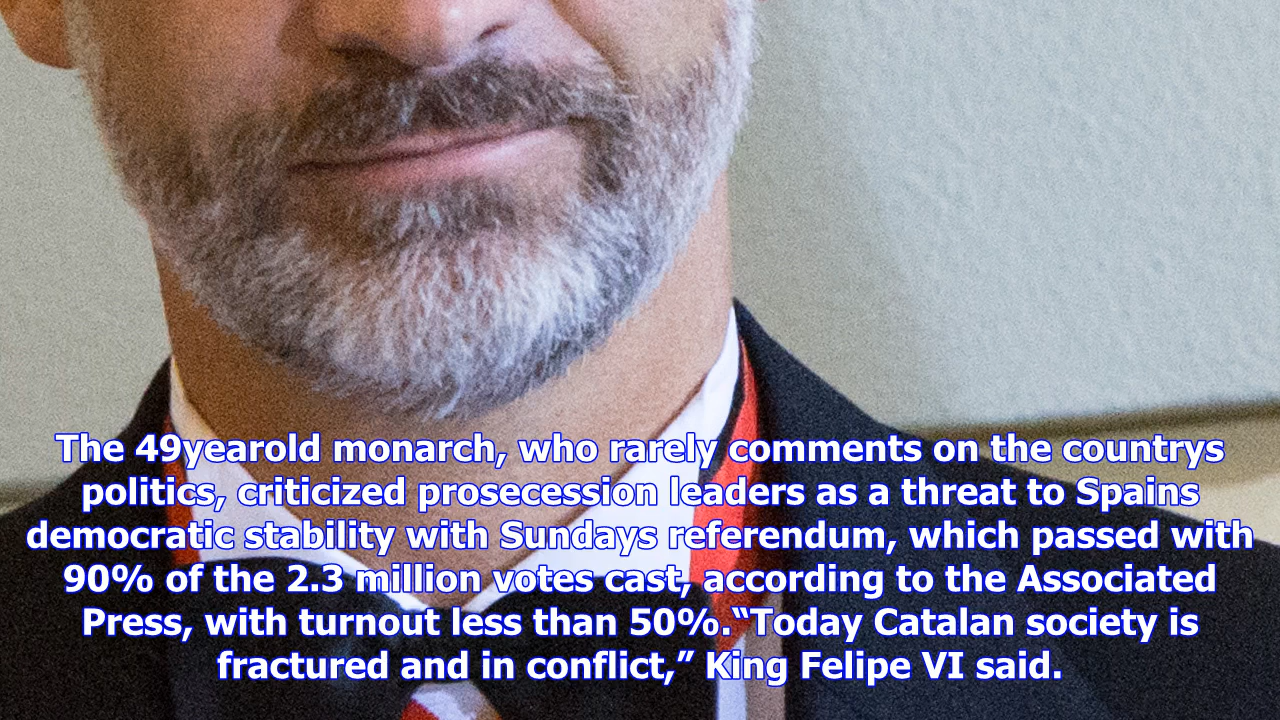 The 49yearold monarch, who rarely comments on the countrys
politics, criticized prosecession leaders as a threat to Spains
democratic stability with Sundays referendum, which passed with
90% of the 2.3 million votes cast, according to the Associated
Press, with turnout less than 50%.“Today Catalan society is
fractured and in conflict,” King Felipe VI said.